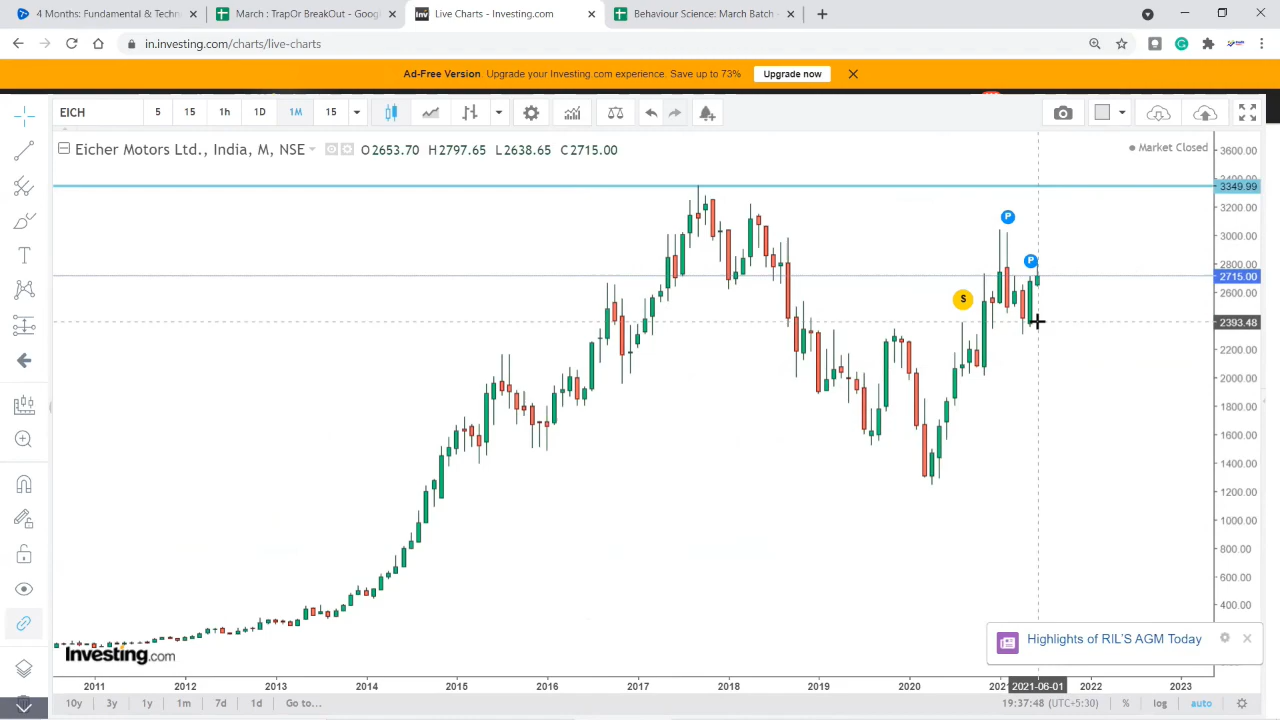 4 Months: Fundamental & Techn
March : TrapOr BreakOut - Goog
Live Charts - Investing.com
Behaviour Science: March Batch -
in.investing.com/charts/live-charts
Ad-Free Version Upgrade your Investing.com experience. Save up to 73% Upgrade now
EICH 5 15 1h 1D 1M 15
Eicher Motors Ltd., India, M, NSE O2653.70 H2797.65 L2638.65 C2715.00
Market Closed
3600.00
3400.00
3349.99
3200.00
3000.00
2800.00
2715.00
2600.00
2393.48
2200.00
2000.00
1800.00
1600.00
1400.00
1200.00
1000.00
800.00
600.00
400.00
P
P
S
Highlights of RIL'S AGM Today
Investing.com
2011 2012 2013 2014 2015 2016 2017 2018 2019 2020 2021-06-01 2022 2023
10y 3y 1y 1m 7d 1d Go to... 19:37:48 (UTC+5:30) % log auto